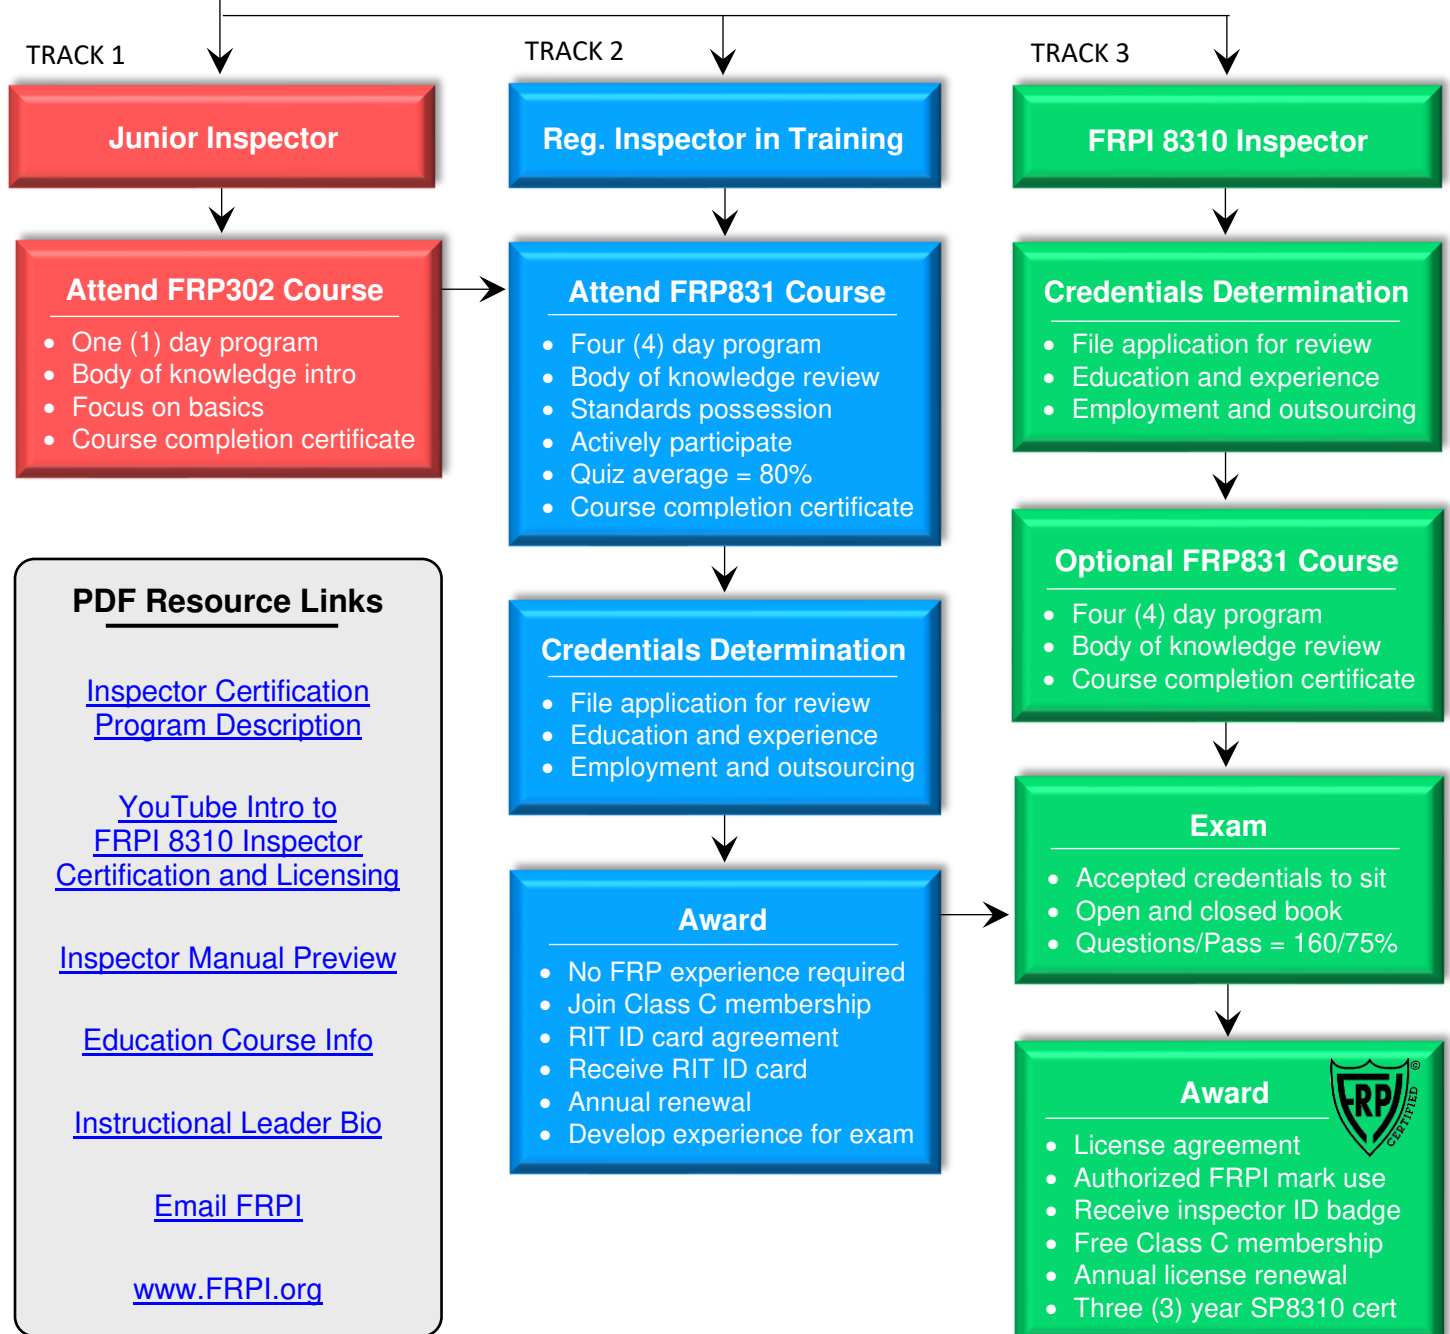 TRACK 1
Junior Inspector
Attend FRP302 Course
• One (1) day program
• Body of knowledge intro
• Focus on basics
• Course completion certificate
PDF Resource Links
Inspector Certification
Program Description
YouTube Intro to
FRPI 8310 Inspector
Certification and Licensing
Inspector Manual Preview
Education Course Info
Instructional Leader Bio
Email FRPI
www.FRPI.org
TRACK 2
Reg. Inspector in Training
Attend FRP831 Course
• Four (4) day program
• Body of knowledge review
• Standards possession
• Actively participate
• Quiz average = 80%
• Course completion certificate
Credentials Determination
• File application for review
• Education and experience
• Employment and outsourcing
Award
• No FRP experience required
• Join Class C membership
• RIT ID card agreement
• Receive RIT ID card
• Annual renewal
• Develop experience for exam
TRACK 3
FRPI 8310 Inspector
Credentials Determination
• File application for review
• Education and experience
• Employment and outsourcing
Optional FRP831 Course
• Four (4) day program
• Body of knowledge review
• Course completion certificate
Exam
• Accepted credentials to sit
• Open and closed book
• Questions/Pass = 160/75%
Award
FRP
©
CERTIFIED
• License agreement
• Authorized FRPI mark use
• Receive inspector ID badge
• Free Class C membership
• Annual license renewal
• Three (3) year SP8310 cert